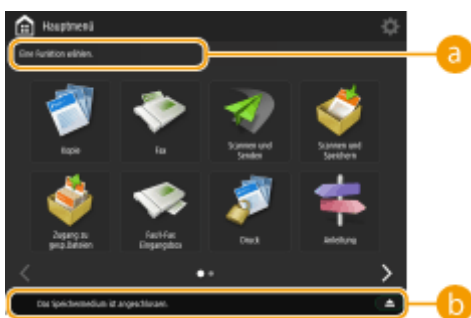 Hauptmenü
Eine Funktion wählen.
a
Kopie
Fax
Scannen und
Senden
Scannen und
Speichern
Zugang zu
gesp.Dateien
Fax/I-Fax
Eingangsbox
Druck
Anleitung
Das Speichermedium ist angeschlossen.
b